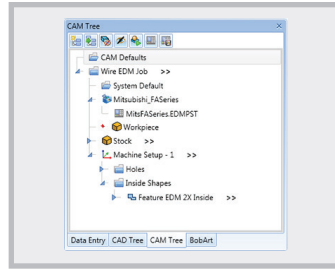 CAM Tree
CAM Defaults
Wire EDM Job >>
System Default
Mitsubishi_FASeries
MitsFASeries.EDMPST
Workpiece
Stock >>
Machine Setup - 1 >>
Holes
Inside Shapes
Feature EDM 2X Inside >>
Data Entry CAD Tree CAM Tree BobArt